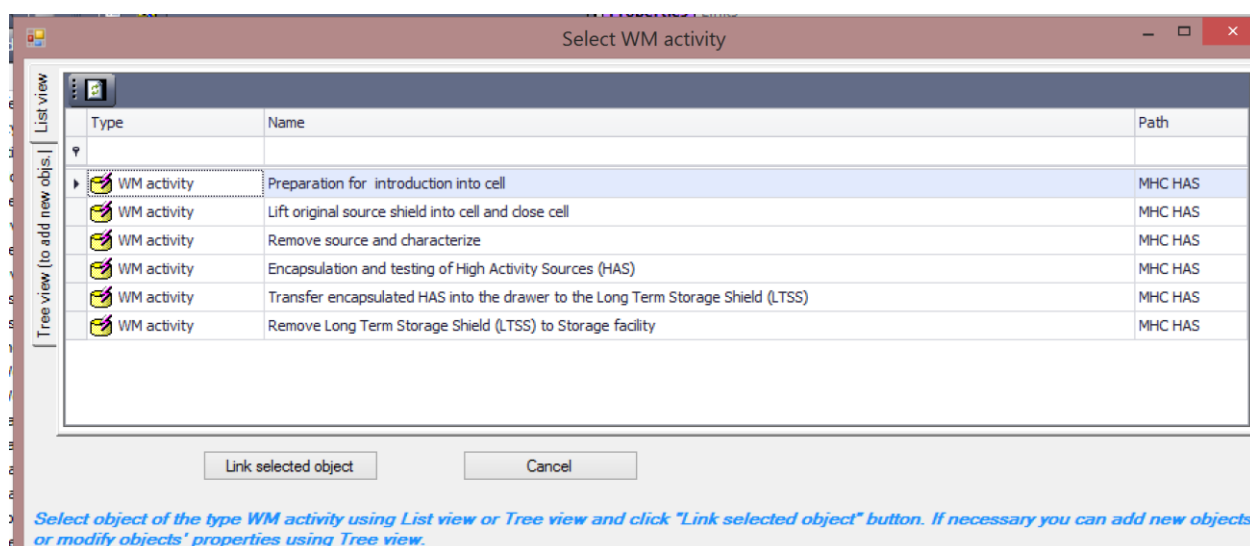 Properties Links
Select WM activity
List view
Tree view (to add new objs.)
Type Name Path
WM activity Preparation for  introduction into cell MHC HAS
WM activity Lift original source shield into cell and close cell MHC HAS
WM activity Remove source and characterize MHC HAS
WM activity Encapsulation and testing of High Activity Sources (HAS) MHC HAS
WM activity Transfer encapsulated HAS into the drawer to the Long Term Storage Shield (LTSS) MHC HAS
WM activity Remove Long Term Storage Shield (LTSS) to Storage facility MHC HAS
Link selected object Cancel
Select object of the type WM activity using List view or Tree view and click "Link selected object" button. If necessary you can add new objects
or modify objects' properties using Tree view.